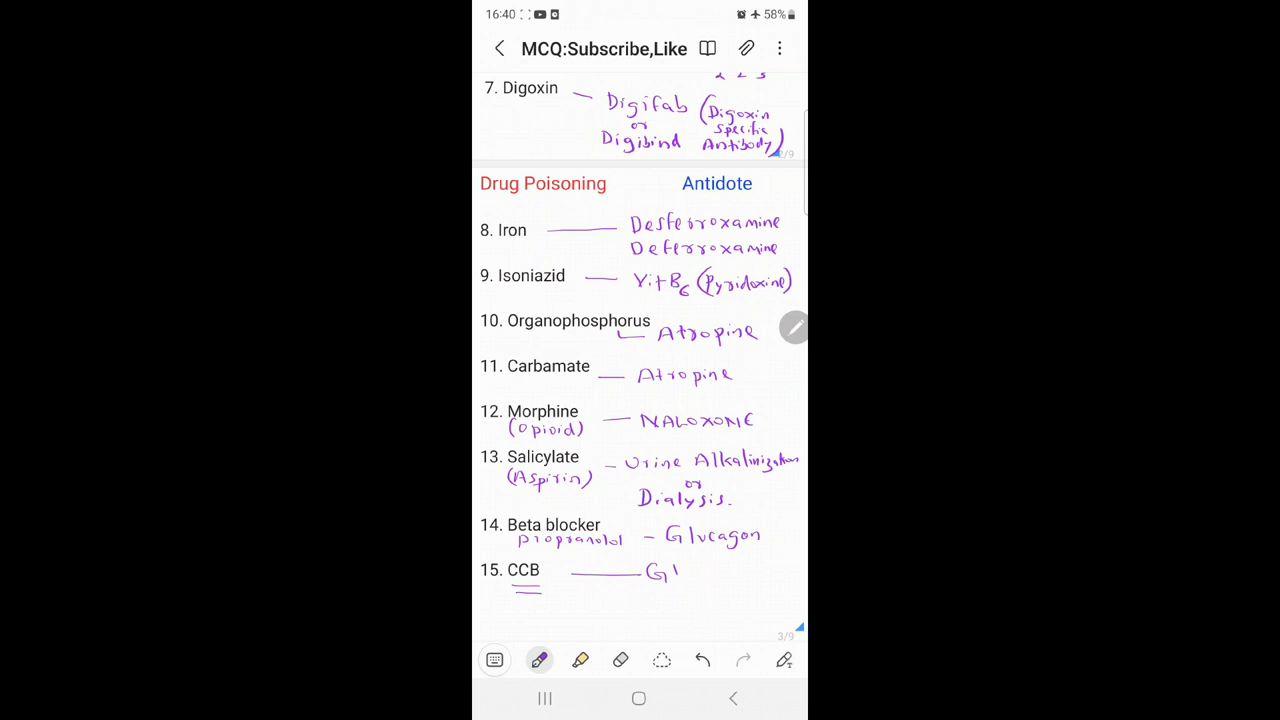 16:40 58%
MCQ:Subscribe,Like
7. Digoxin
Digifab (Digoxin
or specific
Digibind Antibody)
2/9
Drug Poisoning Antidote
8. Iron Desferroxamine
Deferroxamine
9. Isoniazid Vit B6 (Pyridoxine)
10. Organophosphorus
Atropine
11. Carbamate Atropine
12. Morphine NALOXONE
(Opioid)
13. Salicylate Urine Alkalinization
(Aspirin) or
Dialysis.
14. Beta blocker
Propranolol - Glucagon
15. CCB
3/9